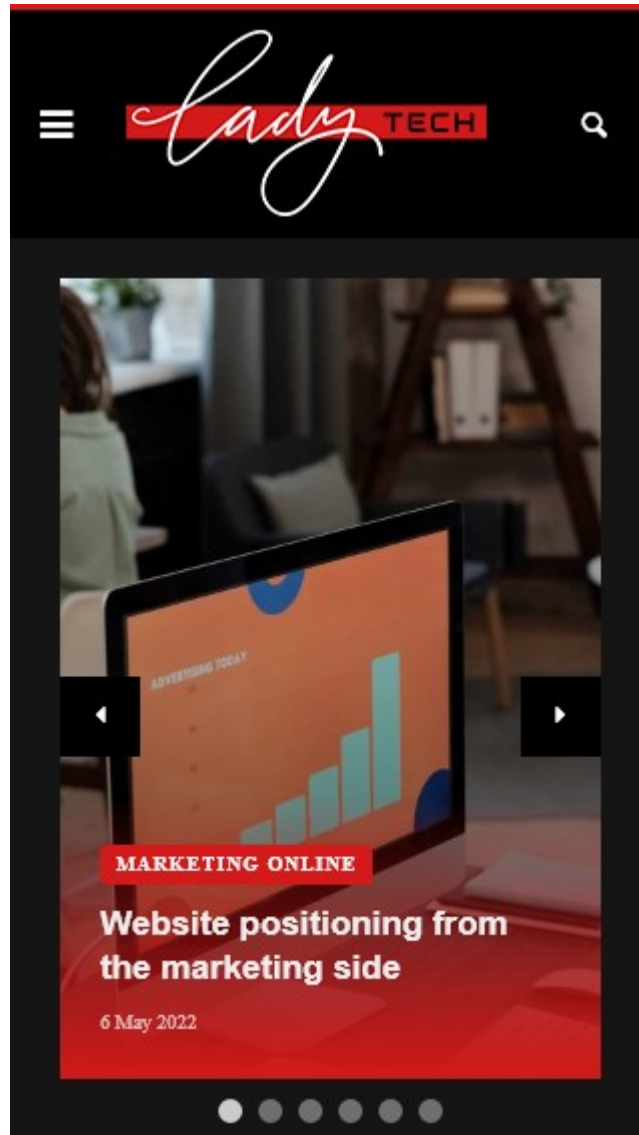 lady TECH
ADVERTISING TODAY
MARKETING ONLINE
Website positioning from
the marketing side
6 May 2022